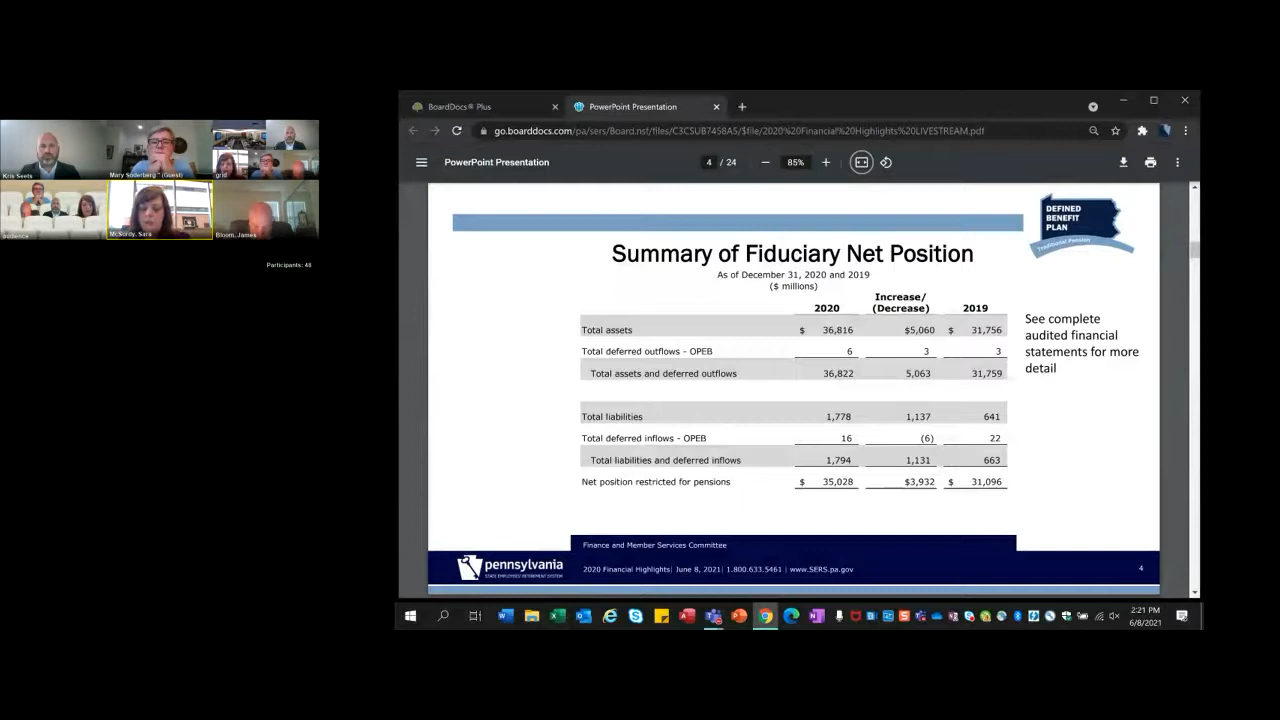 BoardDocs® Plus
PowerPoint Presentation
go.boarddocs.com/pa/sers/Board.nsf/files/C3CSUB7458A5/$file/2020%20Financial%20Highlights%20LIVESTREAM.pdf
PowerPoint Presentation
4 / 24
85%
Kris Seets
Mary Soderberg " (Guest)
grid
audience
McSurdy, Sara
Bloom, James
Participants: 48
DEFINED
BENEFIT
PLAN
Traditional Pension
Summary of Fiduciary Net Position
As of December 31, 2020 and 2019
($ millions)
2020 Increase/ (Decrease) 2019
Total assets $ 36,816 $5,060 $ 31,756
Total deferred outflows - OPEB 6 3 3
Total assets and deferred outflows 36,822 5,063 31,759
Total liabilities 1,778 1,137 641
Total deferred inflows - OPEB 16 (6) 22
Total liabilities and deferred inflows 1,794 1,131 663
Net position restricted for pensions $ 35,028 $3,932 $ 31,096
See complete
audited financial
statements for more
detail
Finance and Member Services Committee
pennsylvania
STATE EMPLOYEES' RETIREMENT SYSTEM
2020 Financial Highlights| June 8, 2021| 1.800.633.5461 | www.SERS.pa.gov
4
2:21 PM
6/8/2021